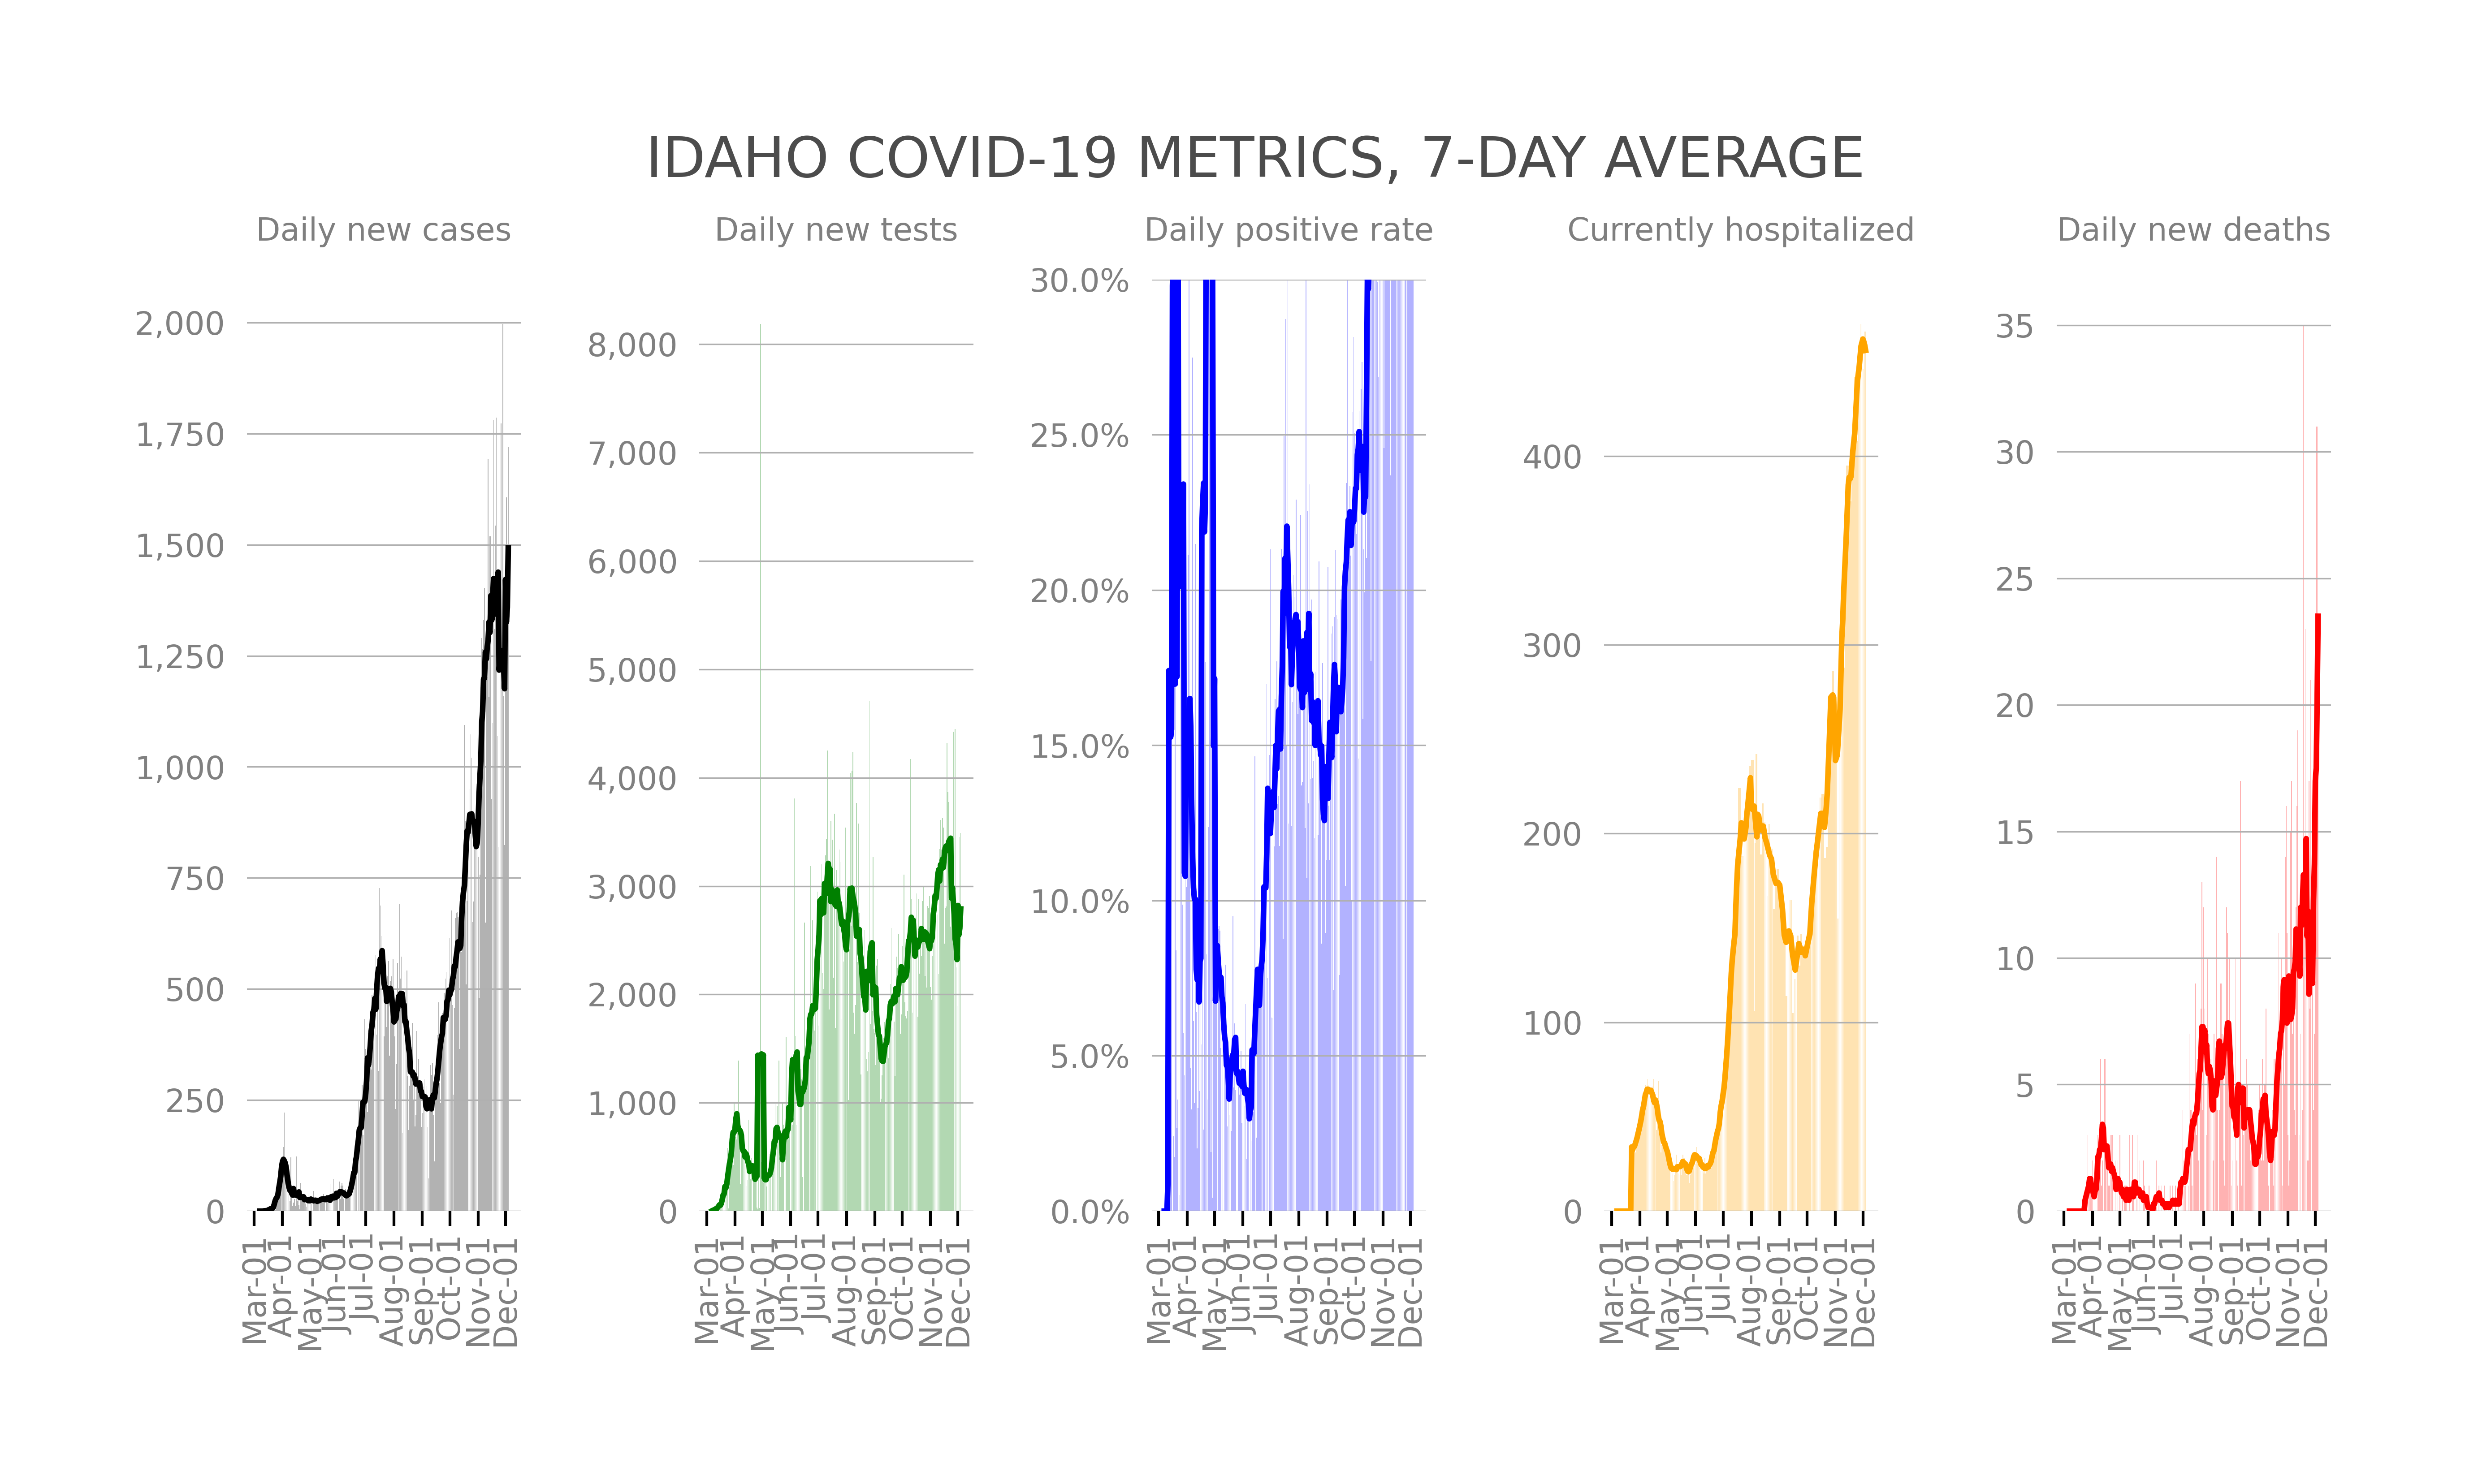 IDAHO COVID-19 METRICS, 7-DAY AVERAGE
Daily new cases
2,000
1,750
1,500
1,250
1,000
750
500
250
0
Mar-01
Apr-01
May-01
Jun-01
Jul-01
Aug-01
Sep-01
Oct-01
Nov-01
Dec-01
Daily new tests
8,000
7,000
6,000
5,000
4,000
3,000
2,000
1,000
0
Mar-01
Apr-01
May-01
Jun-01
Jul-01
Aug-01
Sep-01
Oct-01
Nov-01
Dec-01
Daily positive rate
30.0%
25.0%
20.0%
15.0%
10.0%
5.0%
0.0%
Mar-01
Apr-01
May-01
Jun-01
Jul-01
Aug-01
Sep-01
Oct-01
Nov-01
Dec-01
Currently hospitalized
400
300
200
100
0
Mar-01
Apr-01
May-01
Jun-01
Jul-01
Aug-01
Sep-01
Oct-01
Nov-01
Dec-01
Daily new deaths
35
30
25
20
15
10
5
0
Mar-01
Apr-01
May-01
Jun-01
Jul-01
Aug-01
Sep-01
Oct-01
Nov-01
Dec-01